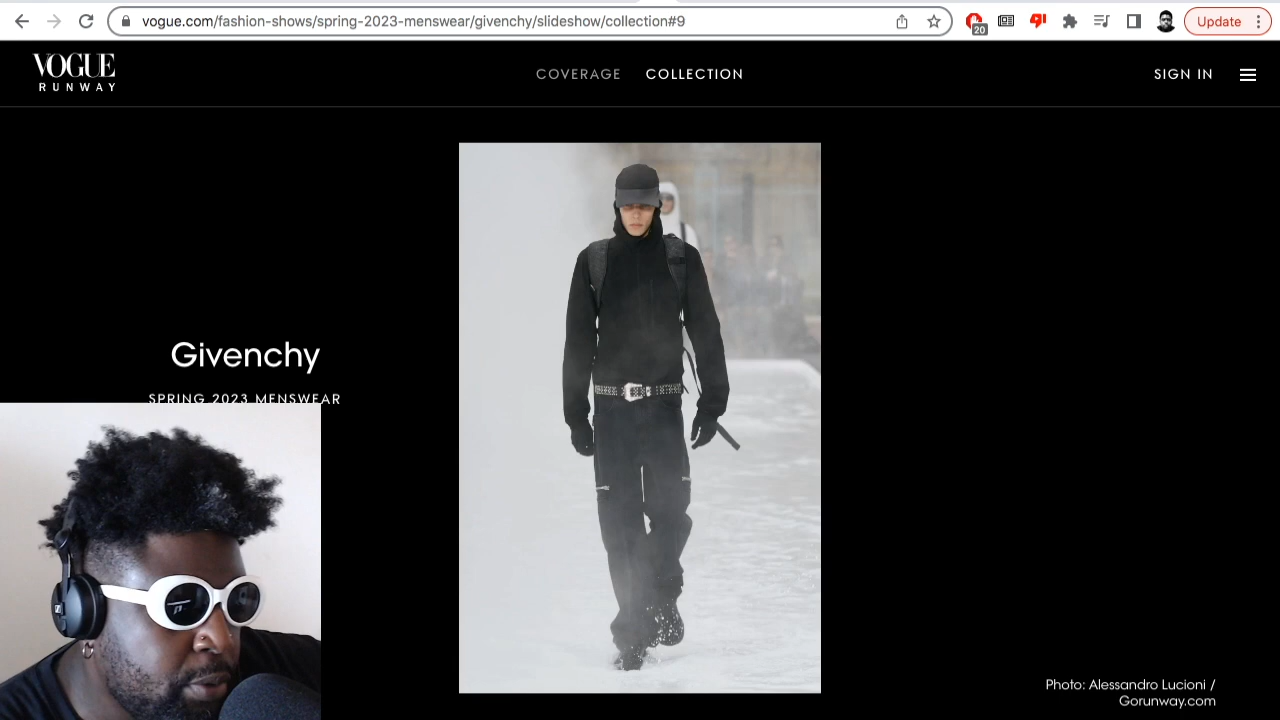 vogue.com/fashion-shows/spring-2023-menswear/givenchy/slideshow/collection#9
20
Update
VOGUE
RUNWAY
COVERAGE
COLLECTION
SIGN IN
Givenchy
SPRING 2023 MENSWEAR
Photo: Alessandro Lucioni /
Gorunway.com